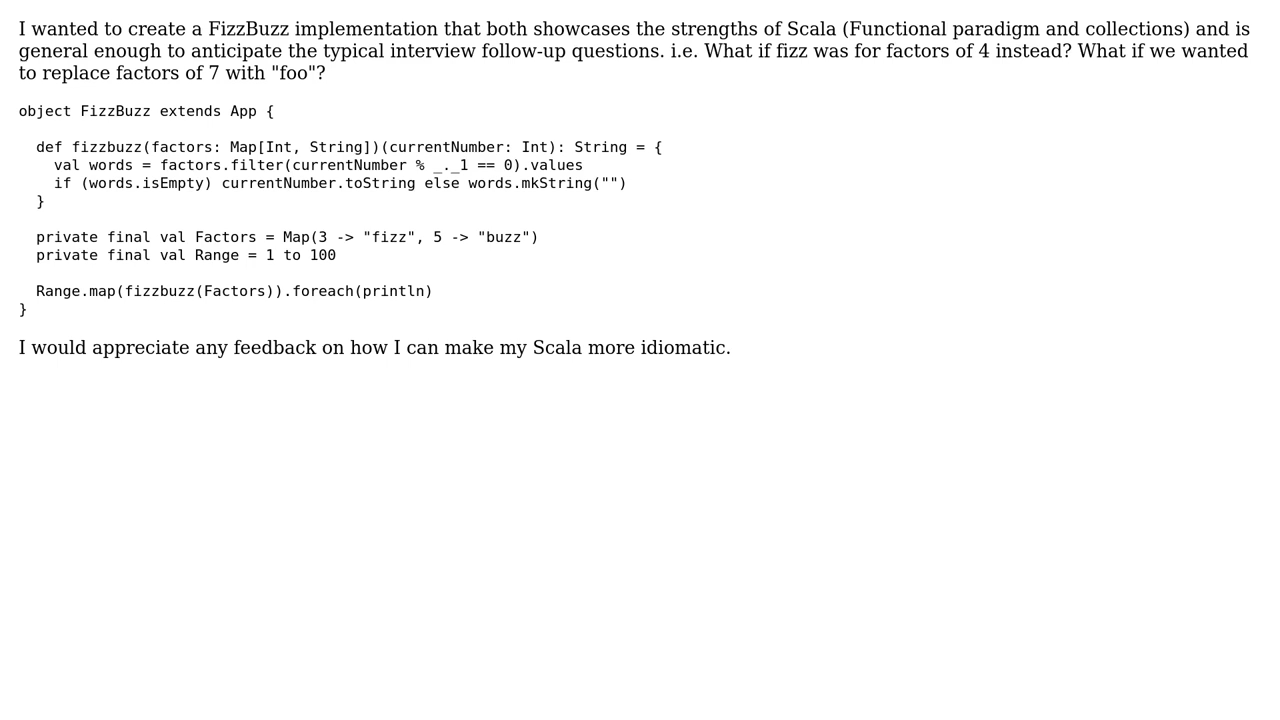 I wanted to create a FizzBuzz implementation that both showcases the strengths of Scala (Functional paradigm and collections) and is
general enough to anticipate the typical interview follow-up questions. i.e. What if fizz was for factors of 4 instead? What if we wanted
to replace factors of 7 with "foo"?
object FizzBuzz extends App {
  def fizzbuzz(factors: Map[Int, String])(currentNumber: Int): String = {
    val words = factors.filter(currentNumber % _._1 == 0).values
    if (words.isEmpty) currentNumber.toString else words.mkString("")
  }
  private final val Factors = Map(3 -> "fizz", 5 -> "buzz")
  private final val Range = 1 to 100
  Range.map(fizzbuzz(Factors)).foreach(println)
}
I would appreciate any feedback on how I can make my Scala more idiomatic.